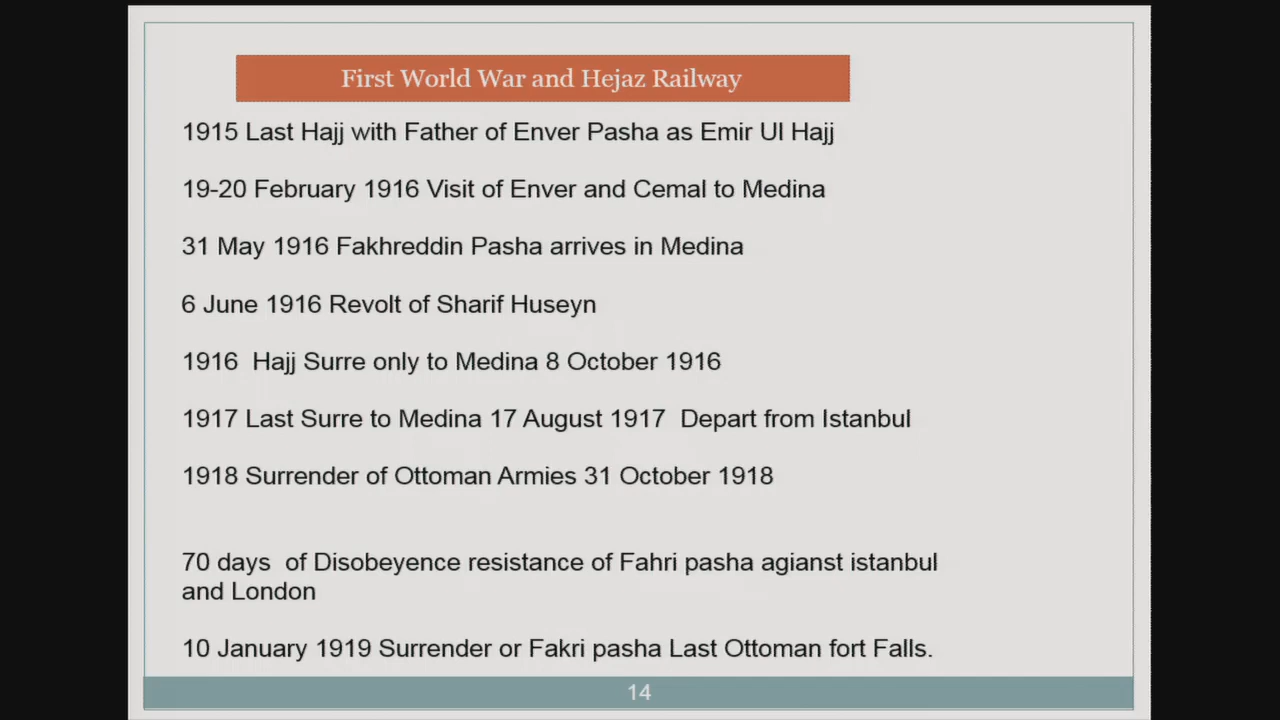 First World War and Hejaz Railway
1915 Last Hajj with Father of Enver Pasha as Emir Ul Hajj
19-20 February 1916 Visit of Enver and Cemal to Medina
31 May 1916 Fakhreddin Pasha arrives in Medina
6 June 1916 Revolt of Sharif Huseyn
1916  Hajj Surre only to Medina 8 October 1916
1917 Last Surre to Medina 17 August 1917  Depart from Istanbul
1918 Surrender of Ottoman Armies 31 October 1918
70 days  of Disobeyence resistance of Fahri pasha agianst istanbul
and London
10 January 1919 Surrender or Fakri pasha Last Ottoman fort Falls.
14